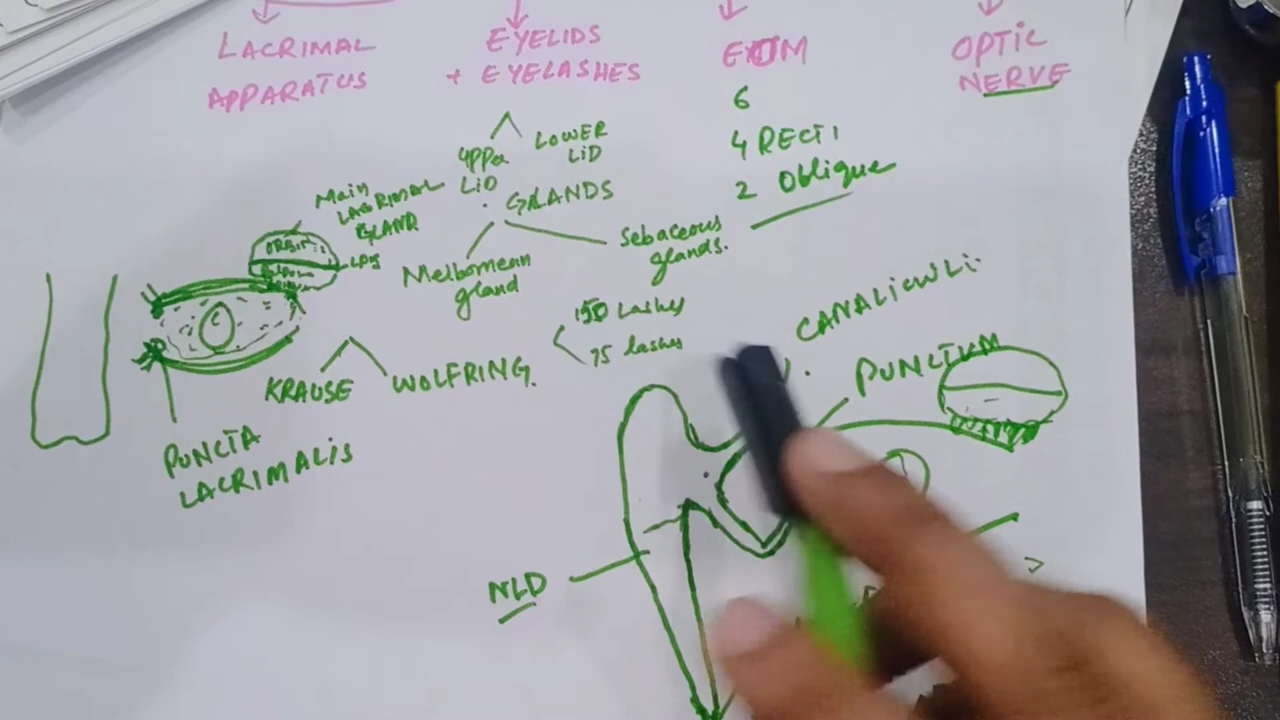 LACRIMAL
APPARATUS
EYELIDS
+ EYELASHES
EOM
OPTIC
NERVE
6
4 RECTI
2 Oblique
UPPER
LID
LOWER
LID
GLANDS
Meibomean
gland
Sebaceous
glands.
Main
LACRIMAL
GLAND
LPS
150 Lashes
75 lashes
KRAUSE
WOLFRING.
PUNCTA
LACRIMALIS
CANALICULI
PUNCTUM
NLD